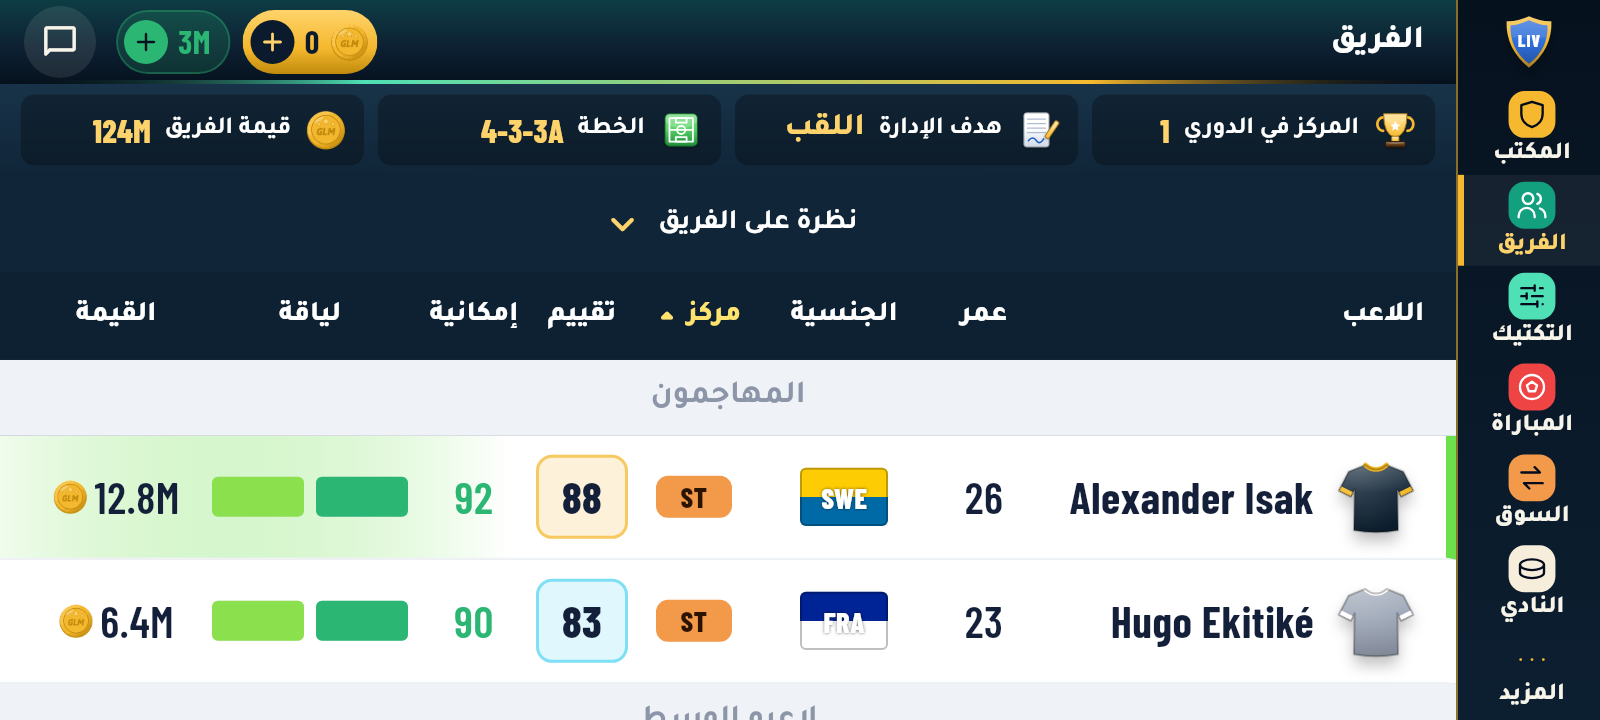 الفريق
0
3M
LIV
المكتب
الفريق
التكتيك
المباراة
السوق
النادي
المزيد
المركز في الدوري 1
هدف الإدارة اللقب
الخطة 4-3-3A
قيمة الفريق 124M
نظرة على الفريق
اللاعب عمر الجنسية مركز تقييم إمكانية لياقة القيمة
المهاجمون
Alexander Isak 26 SWE ST 88 92 12.8M
Hugo Ekitiké 23 FRA ST 83 90 6.4M
لاعبو الوسط